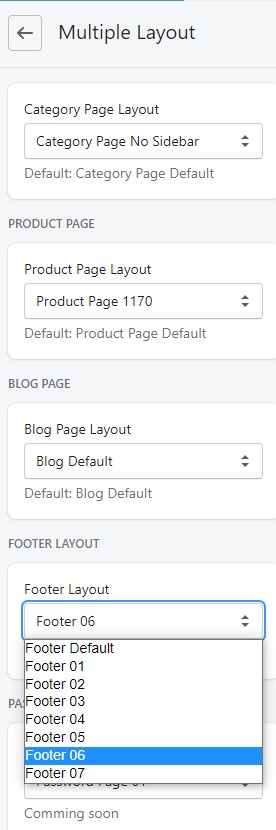 Multiple Layout
Category Page Layout
Category Page No Sidebar
Default: Category Page Default
PRODUCT PAGE
Product Page Layout
Product Page 1170
Default: Product Page Default
BLOG PAGE
Blog Page Layout
Blog Default
Default: Blog Default
FOOTER LAYOUT
Footer Layout
Footer 06
Footer Default
Footer 01
Footer 02
Footer 03
Footer 04
Footer 05
Footer 06
Footer 07
Comming soon